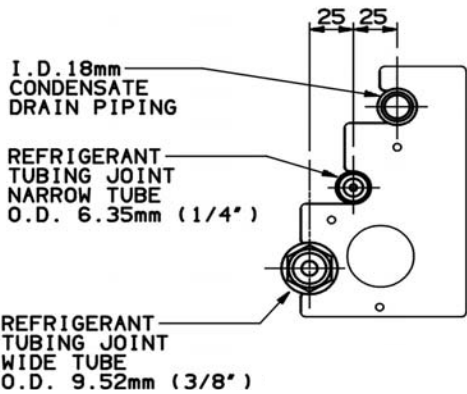 25 25
I.D.18mm
CONDENSATE
DRAIN PIPING
REFRIGERANT
TUBING JOINT
NARROW TUBE
O.D. 6.35mm (1/4")
REFRIGERANT
TUBING JOINT
WIDE TUBE
O.D. 9.52mm (3/8")